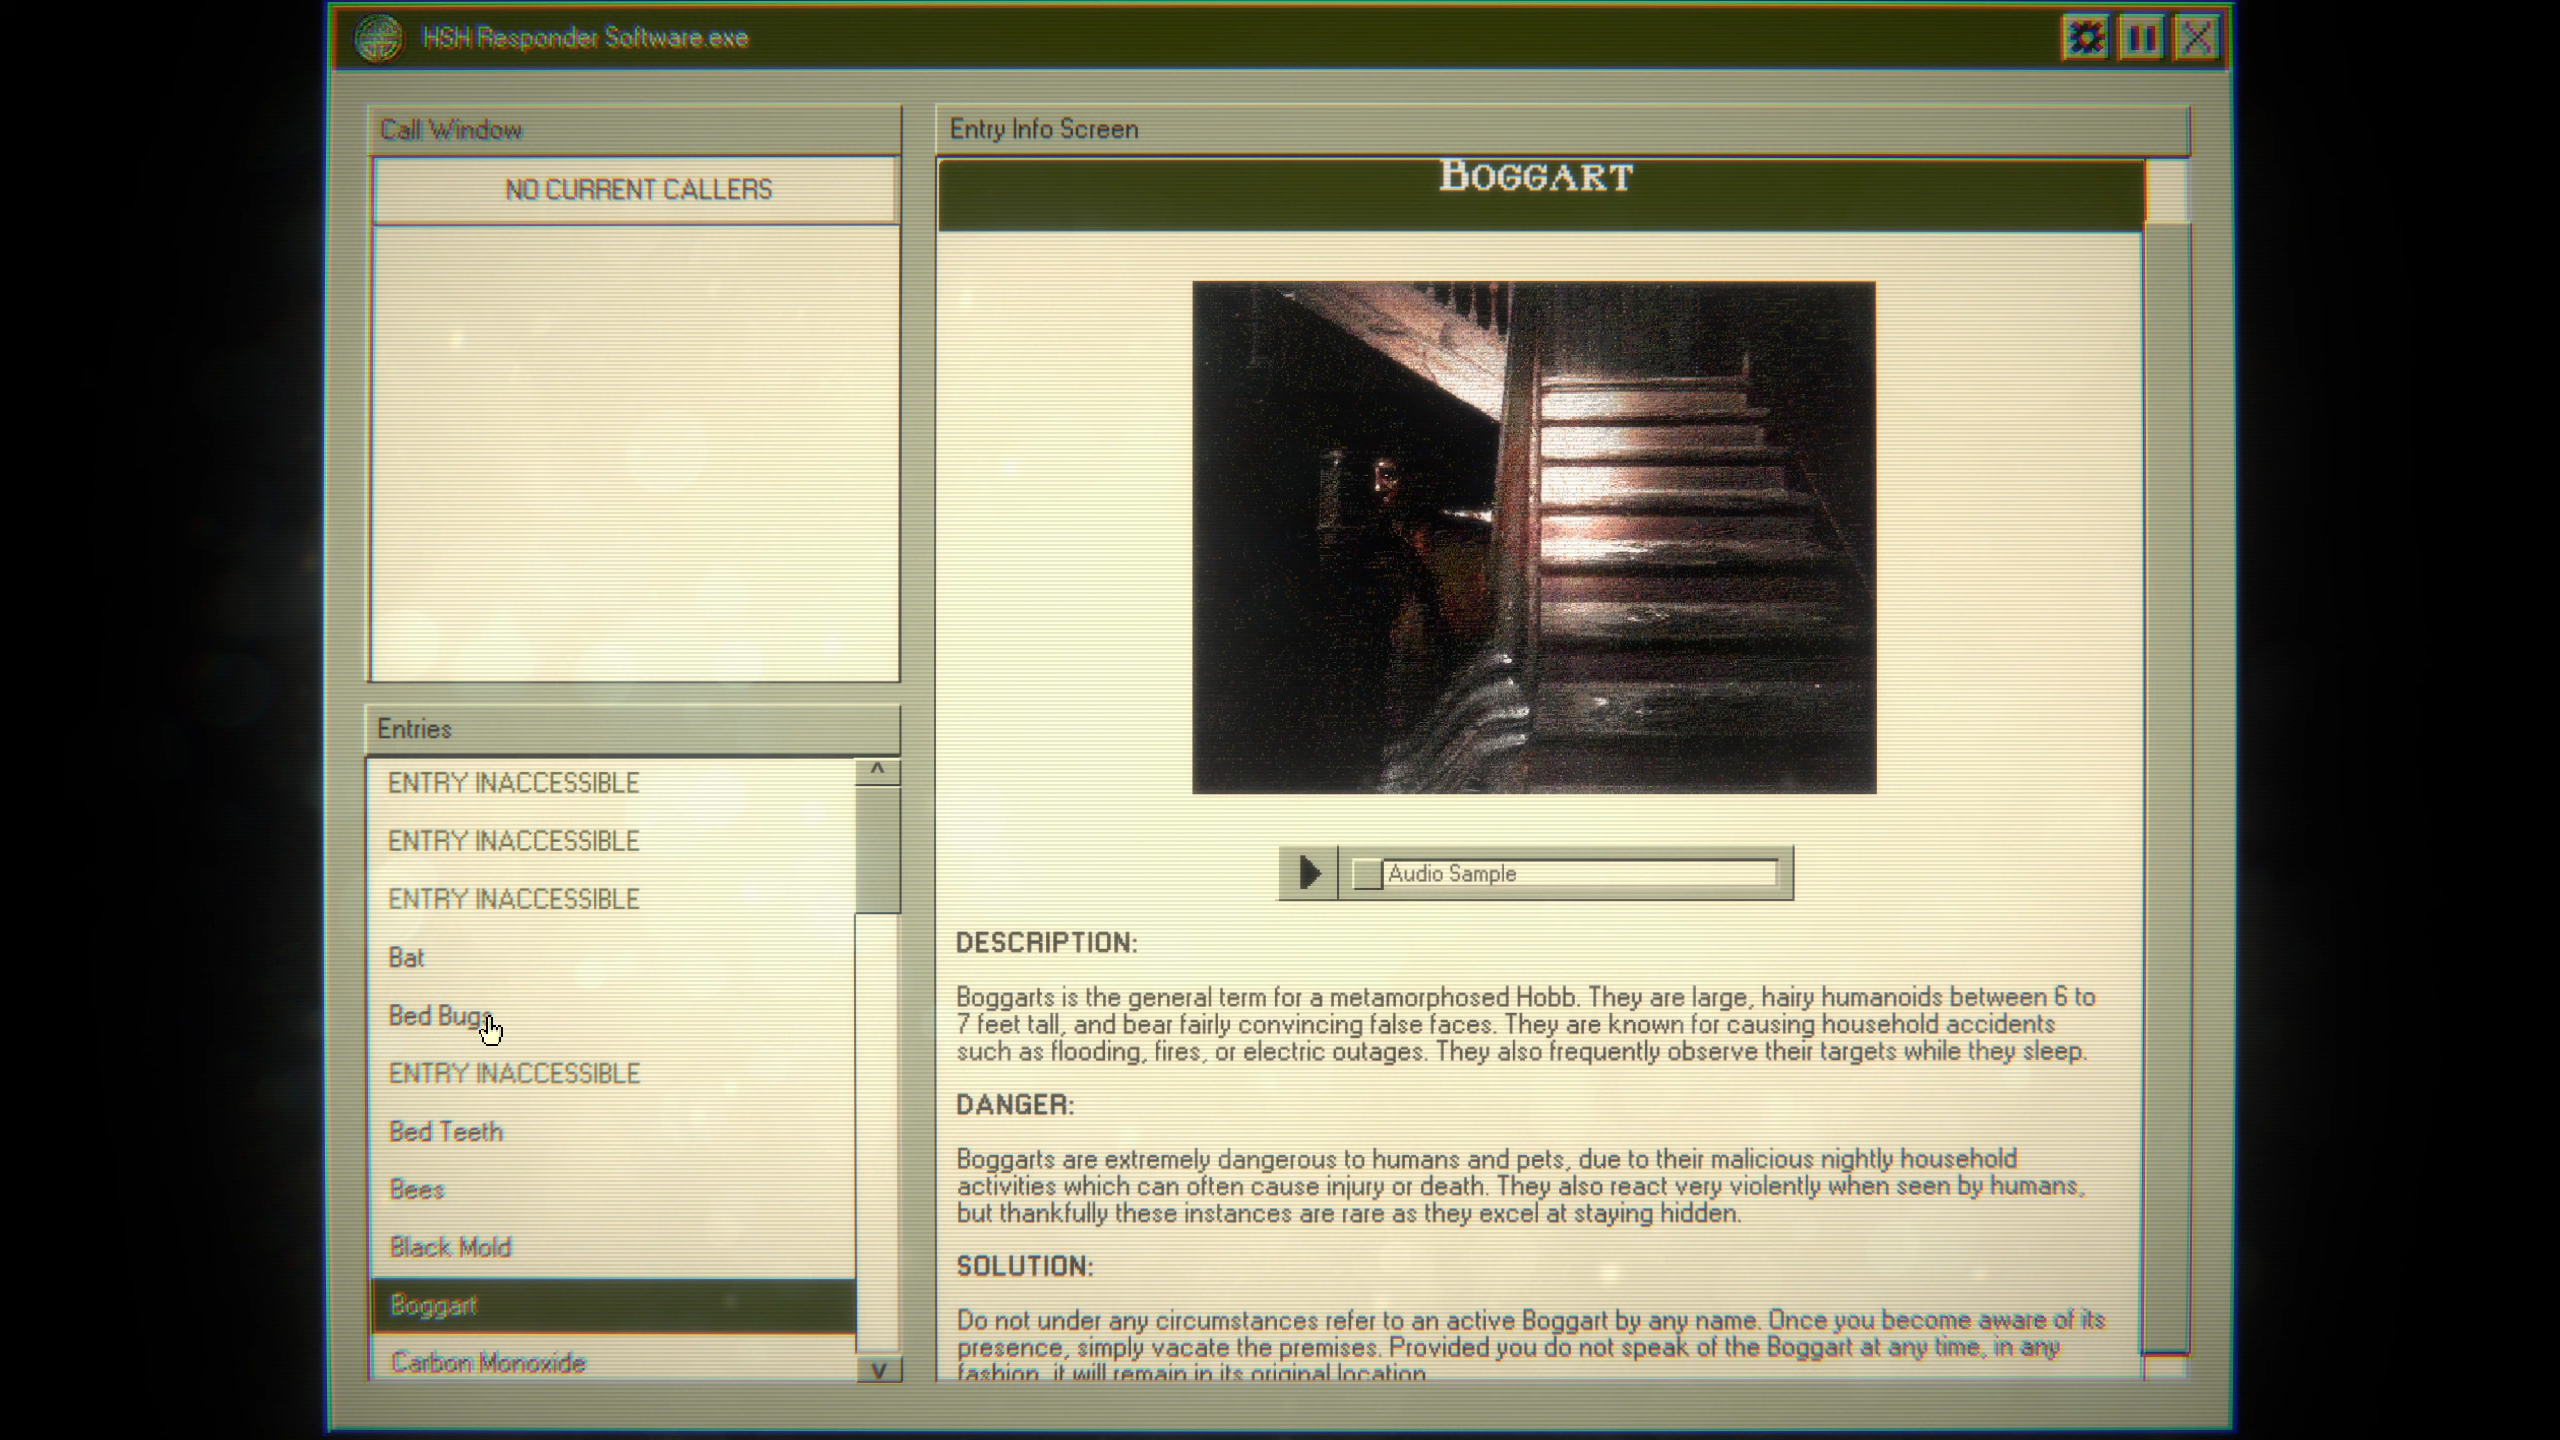 HSH Responder Software.exe
Call Window
NO CURRENT CALLERS
Entries
ENTRY INACCESSIBLE
ENTRY INACCESSIBLE
ENTRY INACCESSIBLE
Bat
Bed Bugs
ENTRY INACCESSIBLE
Bed Teeth
Bees
Black Mold
Boggart
Carbon Monoxide
Entry Info Screen
BOGGART
Audio Sample
DESCRIPTION:
Boggarts is the general term for a metamorphosed Hobb. They are large, hairy humanoids between 6 to
7 feet tall, and bear fairly convincing false faces. They are known for causing household accidents
such as flooding, fires, or electric outages. They also frequently observe their targets while they sleep.
DANGER:
Boggarts are extremely dangerous to humans and pets, due to their malicious nightly household
activities which can often cause injury or death. They also react very violently when seen by humans,
but thankfully these instances are rare as they excel at staying hidden.
SOLUTION:
Do not under any circumstances refer to an active Boggart by any name. Once you become aware of its
presence, simply vacate the premises. Provided you do not speak of the Boggart at any time, in any
fashion, it will remain in its original location.